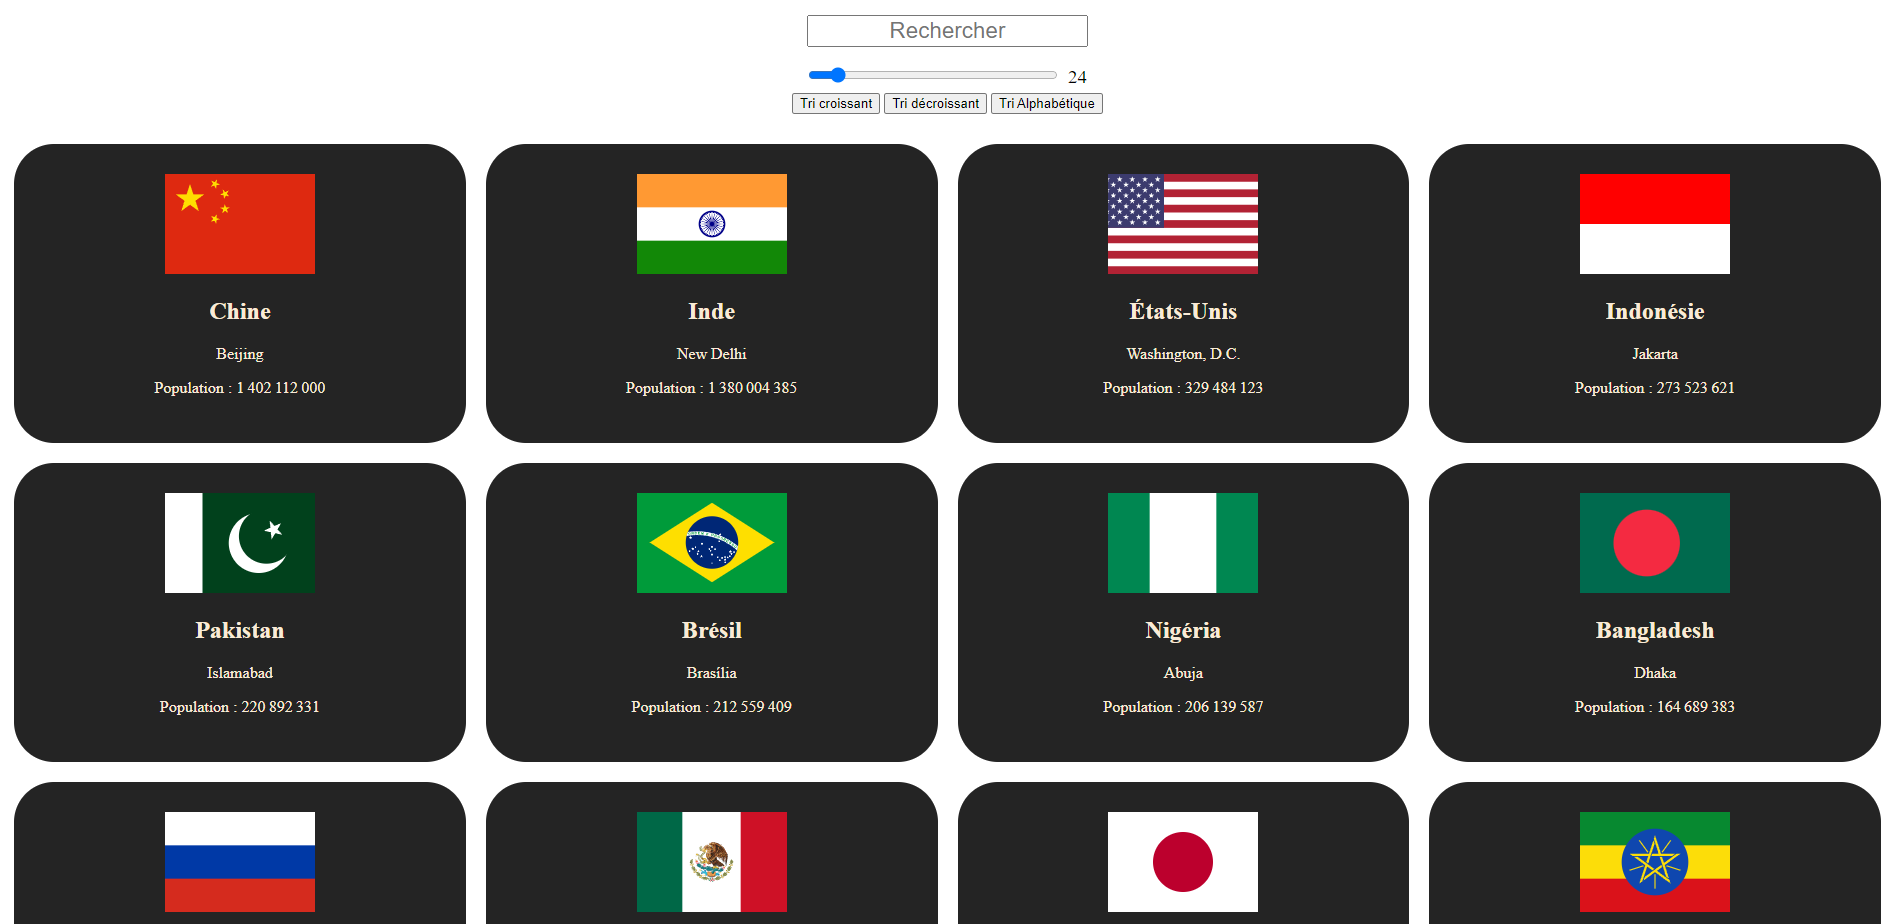 Rechercher
24
Tri croissant Tri décroissant Tri Alphabétique
Chine
Beijing
Population : 1 402 112 000
Inde
New Delhi
Population : 1 380 004 385
États-Unis
Washington, D.C.
Population : 329 484 123
Indonésie
Jakarta
Population : 273 523 621
Pakistan
Islamabad
Population : 220 892 331
Brésil
Brasília
Population : 212 559 409
Nigéria
Abuja
Population : 206 139 587
Bangladesh
Dhaka
Population : 164 689 383